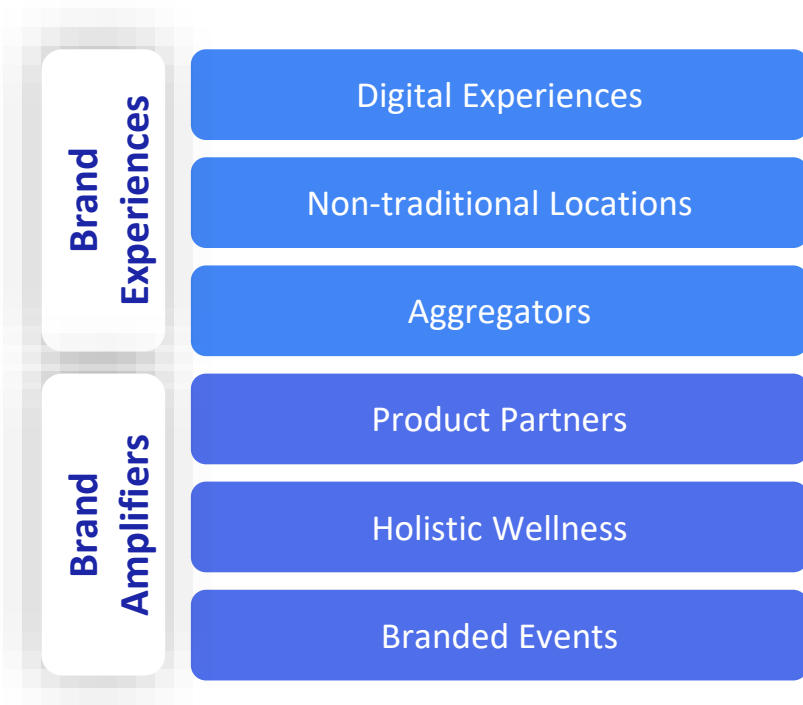 Brand
Experiences
Digital Experiences
Non-traditional Locations
Aggregators
Brand
Amplifiers
Product Partners
Holistic Wellness
Branded Events